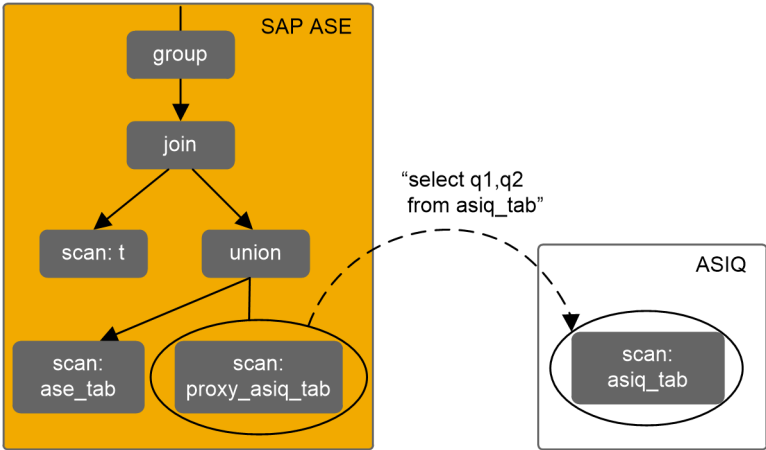 SAP ASE
group
join
“select q1,q2
from asiq_tab”
scan: t
union
ASIQ
scan:
ase_tab
scan:
proxy_asiq_tab
scan:
asiq_tab